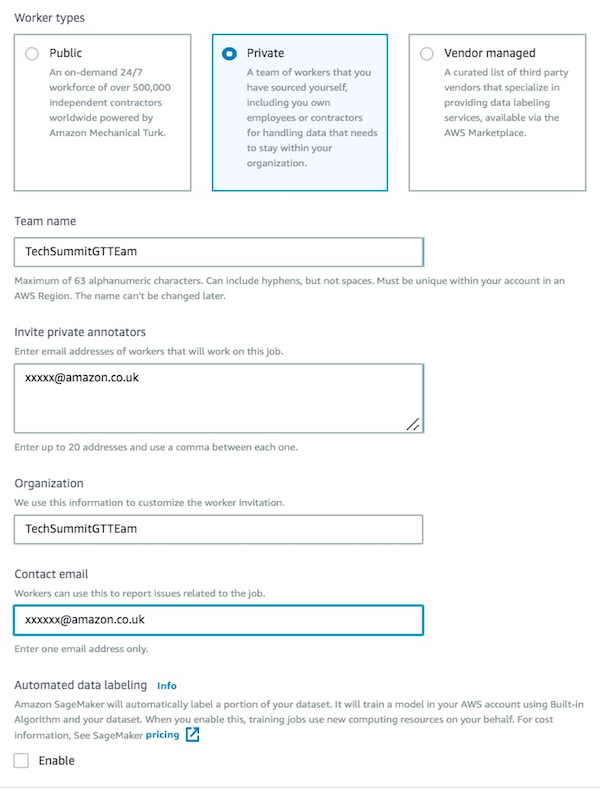 Worker types
Public
An on-demand 24/7
workforce of over 500,000
independent contractors
worldwide powered by
Amazon Mechanical Turk.
Private
A team of workers that you
have sourced yourself,
including you own
employees or contractors
for handling data that needs
to stay within your
organization.
Vendor managed
A curated list of third party
vendors that specialize in
providing data labeling
services, available via the
AWS Marketplace.
Team name
TechSummitGTTEam
Maximum of 63 alphanumeric characters. Can include hyphens, but not spaces. Must be unique within your account in an
AWS Region. The name can't be changed later.
Invite private annotators
Enter email addresses of workers that will work on this job.
xxxxx@amazon.co.uk
Enter up to 20 addresses and use a comma between each one.
Organization
We use this information to customize the worker invitation.
TechSummitGTTEam
Contact email
Workers can use this to report issues related to the job.
xxxxxx@amazon.co.uk
Enter one email address only.
Automated data labeling Info
Amazon SageMaker will automatically label a portion of your dataset. It will train a model in your AWS account using Built-in
Algorithm and your dataset. When you enable this, training jobs use new computing resources on your behalf. For cost
information, See SageMaker pricing
Enable